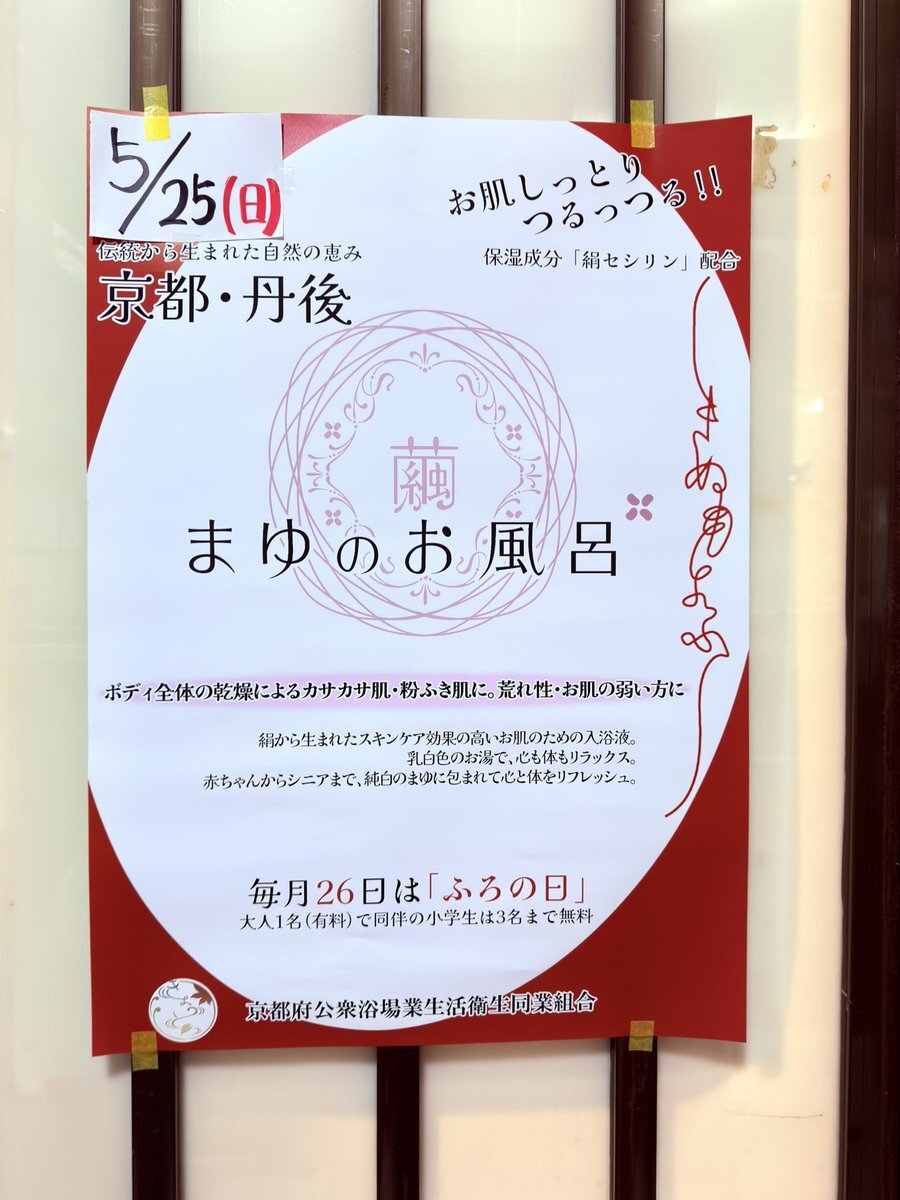 5/25(日)
お肌しっとり
つるっつる!!
伝統から生まれた自然の恵み
京都・丹後
保湿成分「絹セシリン」配合
繭
まゆのお風呂
ボディ全体の乾燥によるカサカサ肌・粉ふき肌に。荒れ性・お肌の弱い方に
絹から生まれたスキンケア効果の高いお肌のための入浴液。
乳白色のお湯で、心も体もリラックス。
赤ちゃんからシニアまで、純白のまゆに包まれて心と体をリフレッシュ。
毎月26日は「ふろの日」
大人1名(有料)で同伴の小学生は3名まで無料
京都府公衆浴場業生活衛生同業組合